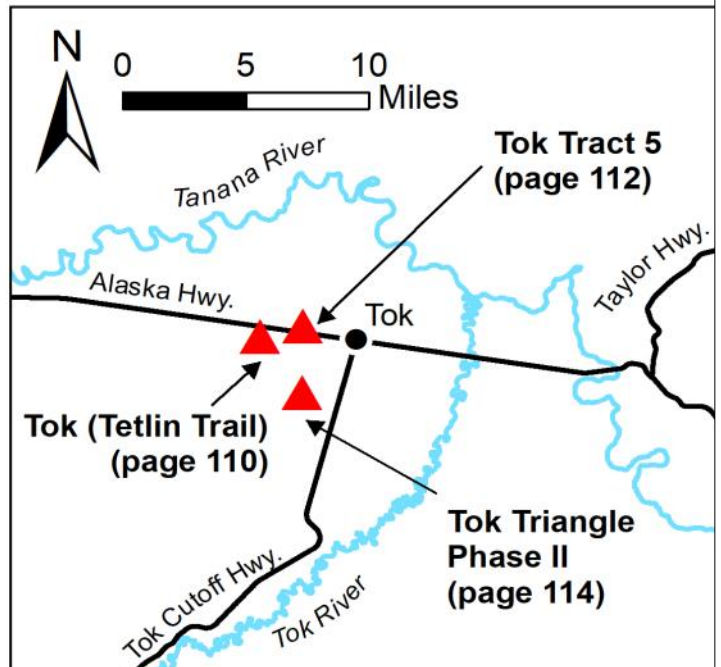 N
0 5 10
Miles
Tok Tract 5
(page 112)
Tanana River
Taylor Hwy.
Alaska Hwy.
Tok
Tok (Tetlin Trail)
(page 110)
Tok Triangle
Phase II
(page 114)
Tok Cutoff Hwy.
Tok River